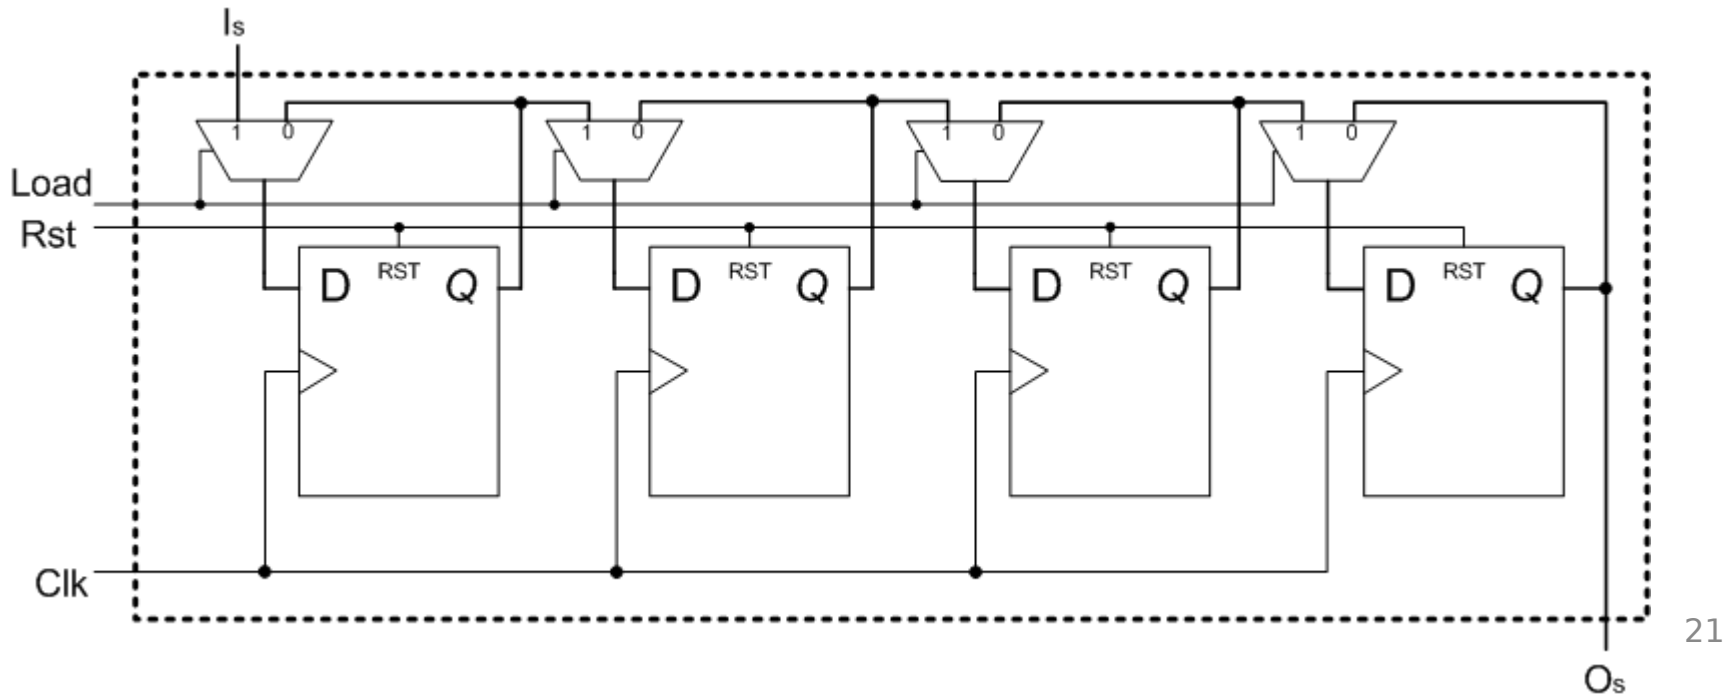 Is
1 0 1 0 1 0 1 0
Load
Rst
RST RST RST RST
D Q D Q D Q D Q
Clk
21
Os